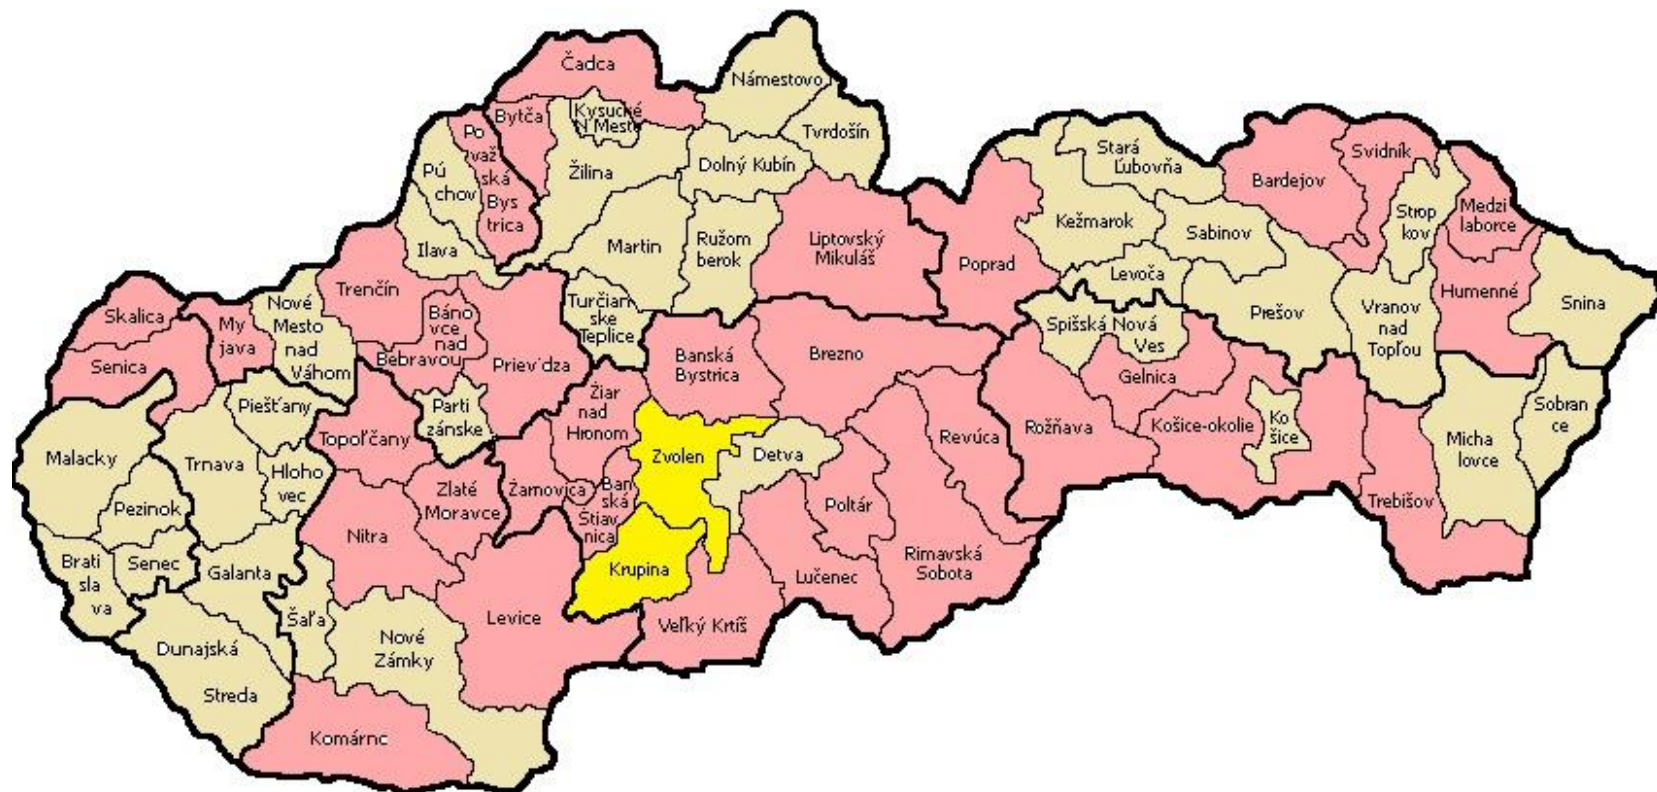 Čadca
Námestovo
Bytča
Kysucké
N Mesto
Tvrdošín
Po
važ
ská
Bys
trica
Pú
chov
Žilina
Dolný Kubín
Stará
Ľubovňa
Svidník
Bardejov
Medzi
laborce
Strop
kov
Ilava
Martin
Ružom
berok
Liptovský
Mikuláš
Kežmarok
Sabinov
Poprad
Levoča
Trenčín
Turčian
ske
Teplice
Humenné
Snina
Skalica
My
java
Nové
Mesto
nad
Váhom
Báno
vce
nad
Bebravou
Prievidza
Spišská Nová
Ves
Prešov
Vranov
nad
Topľou
Senica
Banská
Bystrica
Brezno
Gelnica
Piešťany
Parti
zánske
Žiar
nad
Hronom
Sobran
ce
Topoľčany
Revúca
Rožňava
Košice-okolie
Ko
šice
Micha
lovce
Malacky
Trnava
Hloho
vec
Zvolen
Detva
Pezinok
Zlaté
Moravce
Žarnovica
Ban
ská
Štiav
nica
Poltár
Trebišov
Nitra
Brati
sla
va
Senec
Galanta
Krupina
Lučenec
Rimavská
Sobota
Šaľa
Levice
Veľký Krtíš
Dunajská
Streda
Nové
Zámky
Komárnc